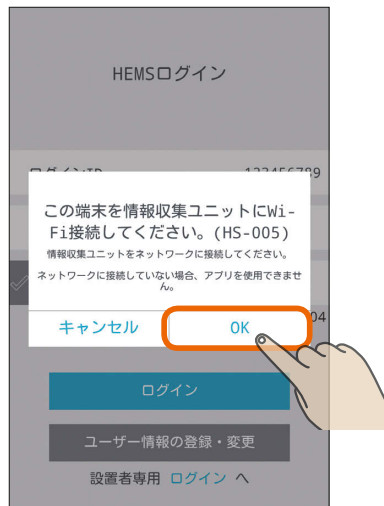 HEMSログイン
ログインID 123456789
この端末を情報収集ユニットにWi-
Fi接続してください。(HS-005)
情報収集ユニットをネットワークに接続してください。
ネットワークに接続していない場合、アプリを使用できませ
ん。
04
キャンセル OK
ログイン
ユーザー情報の登録・変更
設置者専用 ログイン へ